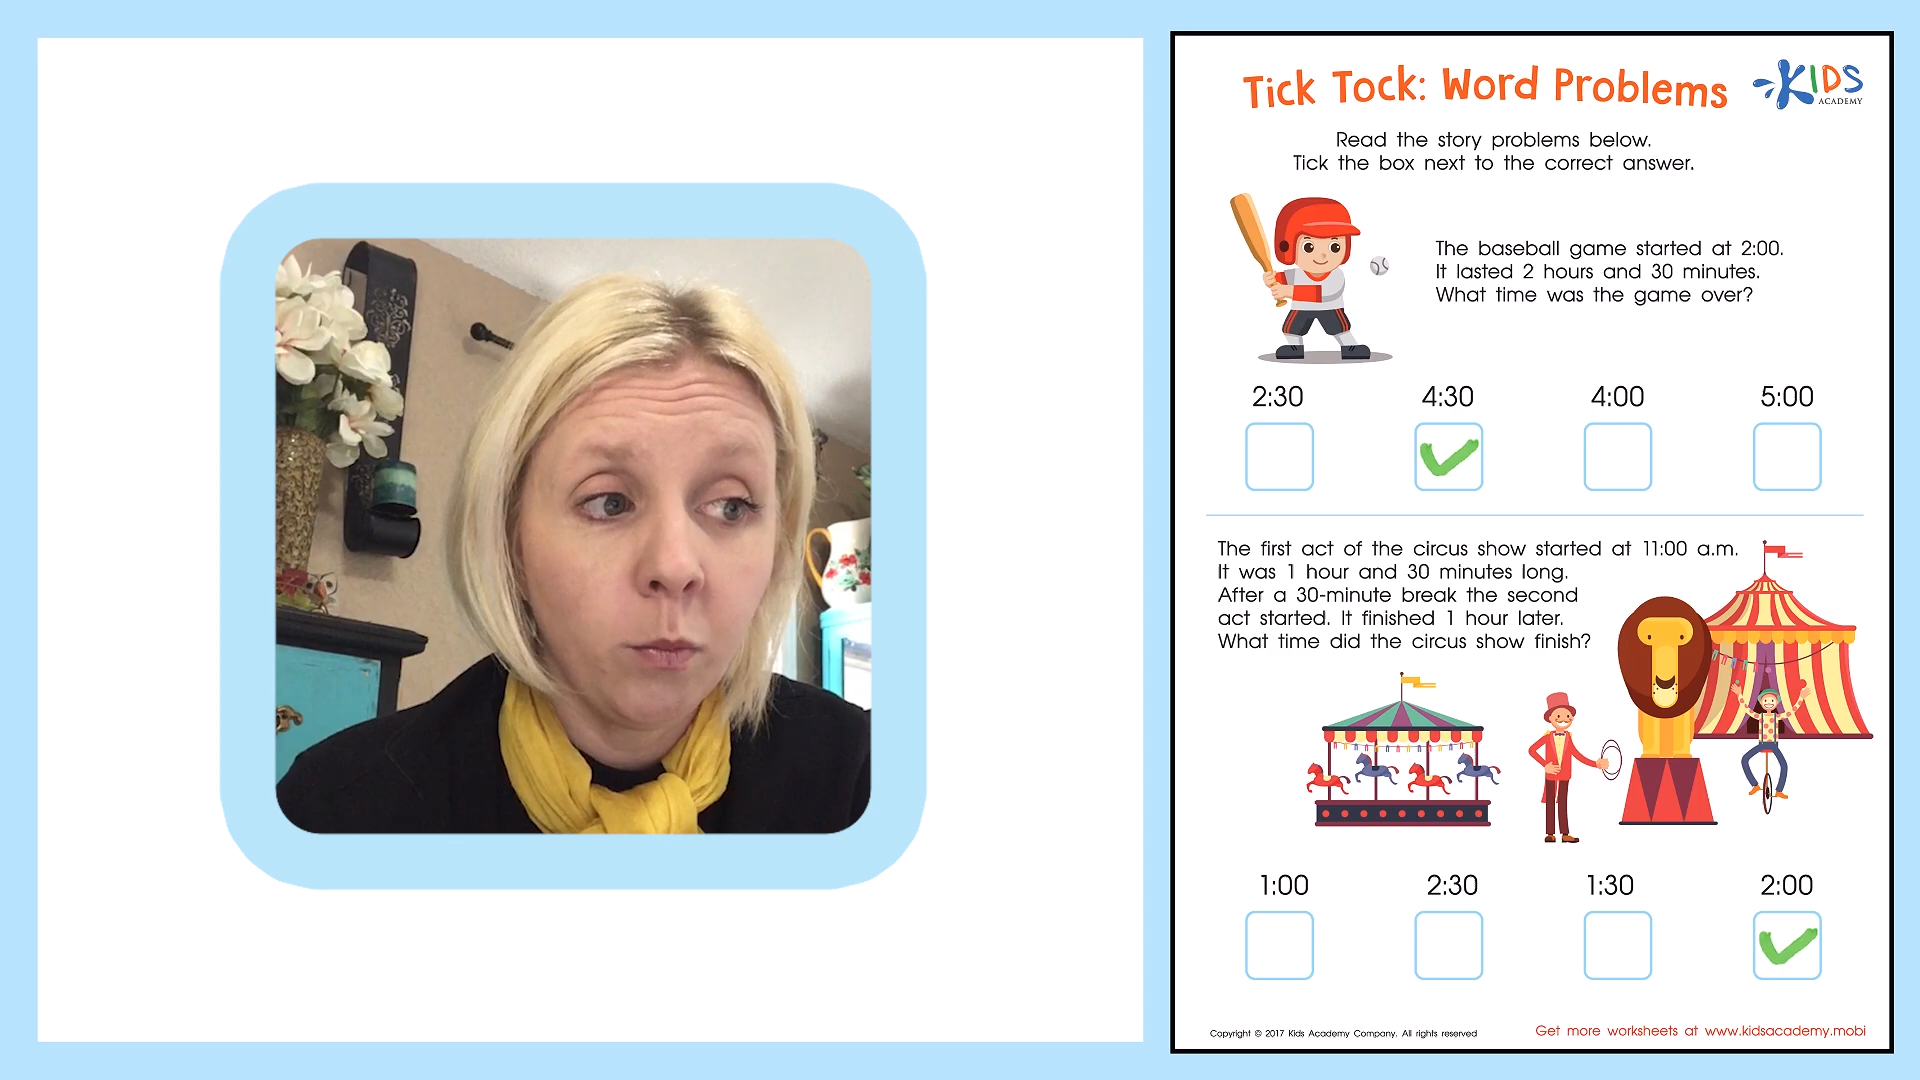 Tick Tock: Word Problems
KIDS
ACADEMY
Read the story problems below.
Tick the box next to the correct answer.
The baseball game started at 2:00.
It lasted 2 hours and 30 minutes.
What time was the game over?
2:30 4:30 4:00 5:00
The first act of the circus show started at 11:00 a.m.
It was 1 hour and 30 minutes long.
After a 30-minute break the second
act started. It finished 1 hour later.
What time did the circus show finish?
1:00 2:30 1:30 2:00
Copyright © 2017 Kids Academy Company. All rights reserved
Get more worksheets at www.kidsacademy.mobi